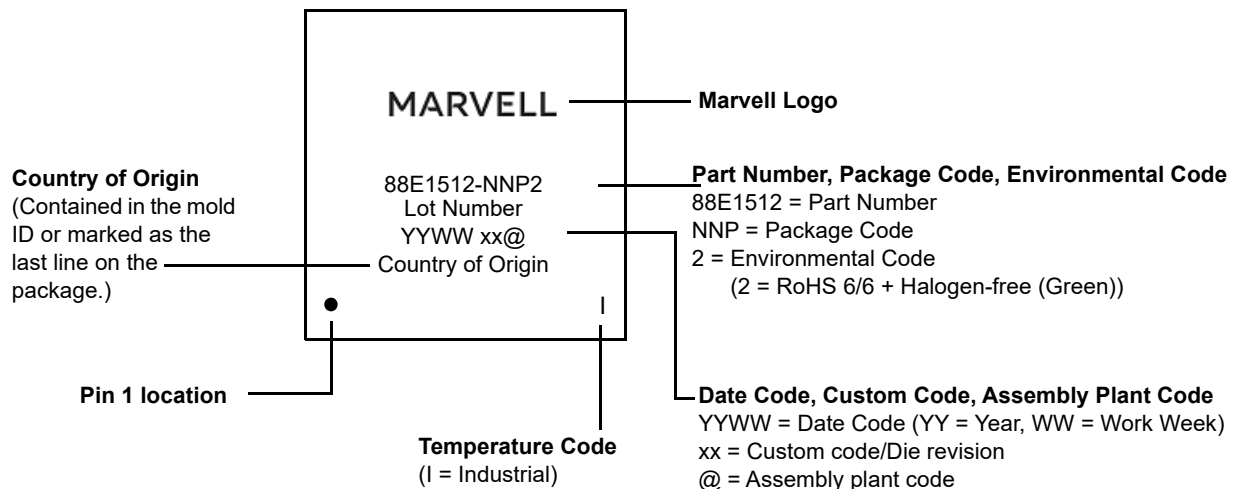 MARVELL
Marvell Logo
Country of Origin
(Contained in the mold
ID or marked as the
last line on the
package.)
88E1512-NNP2
Lot Number
YYWW xx@
Country of Origin
I
Part Number, Package Code, Environmental Code
88E1512 = Part Number
NNP = Package Code
2 = Environmental Code
(2 = RoHS 6/6 + Halogen-free (Green))
Pin 1 location
Temperature Code
(I = Industrial)
Date Code, Custom Code, Assembly Plant Code
YYWW = Date Code (YY = Year, WW = Work Week)
xx = Custom code/Die revision
@ = Assembly plant code